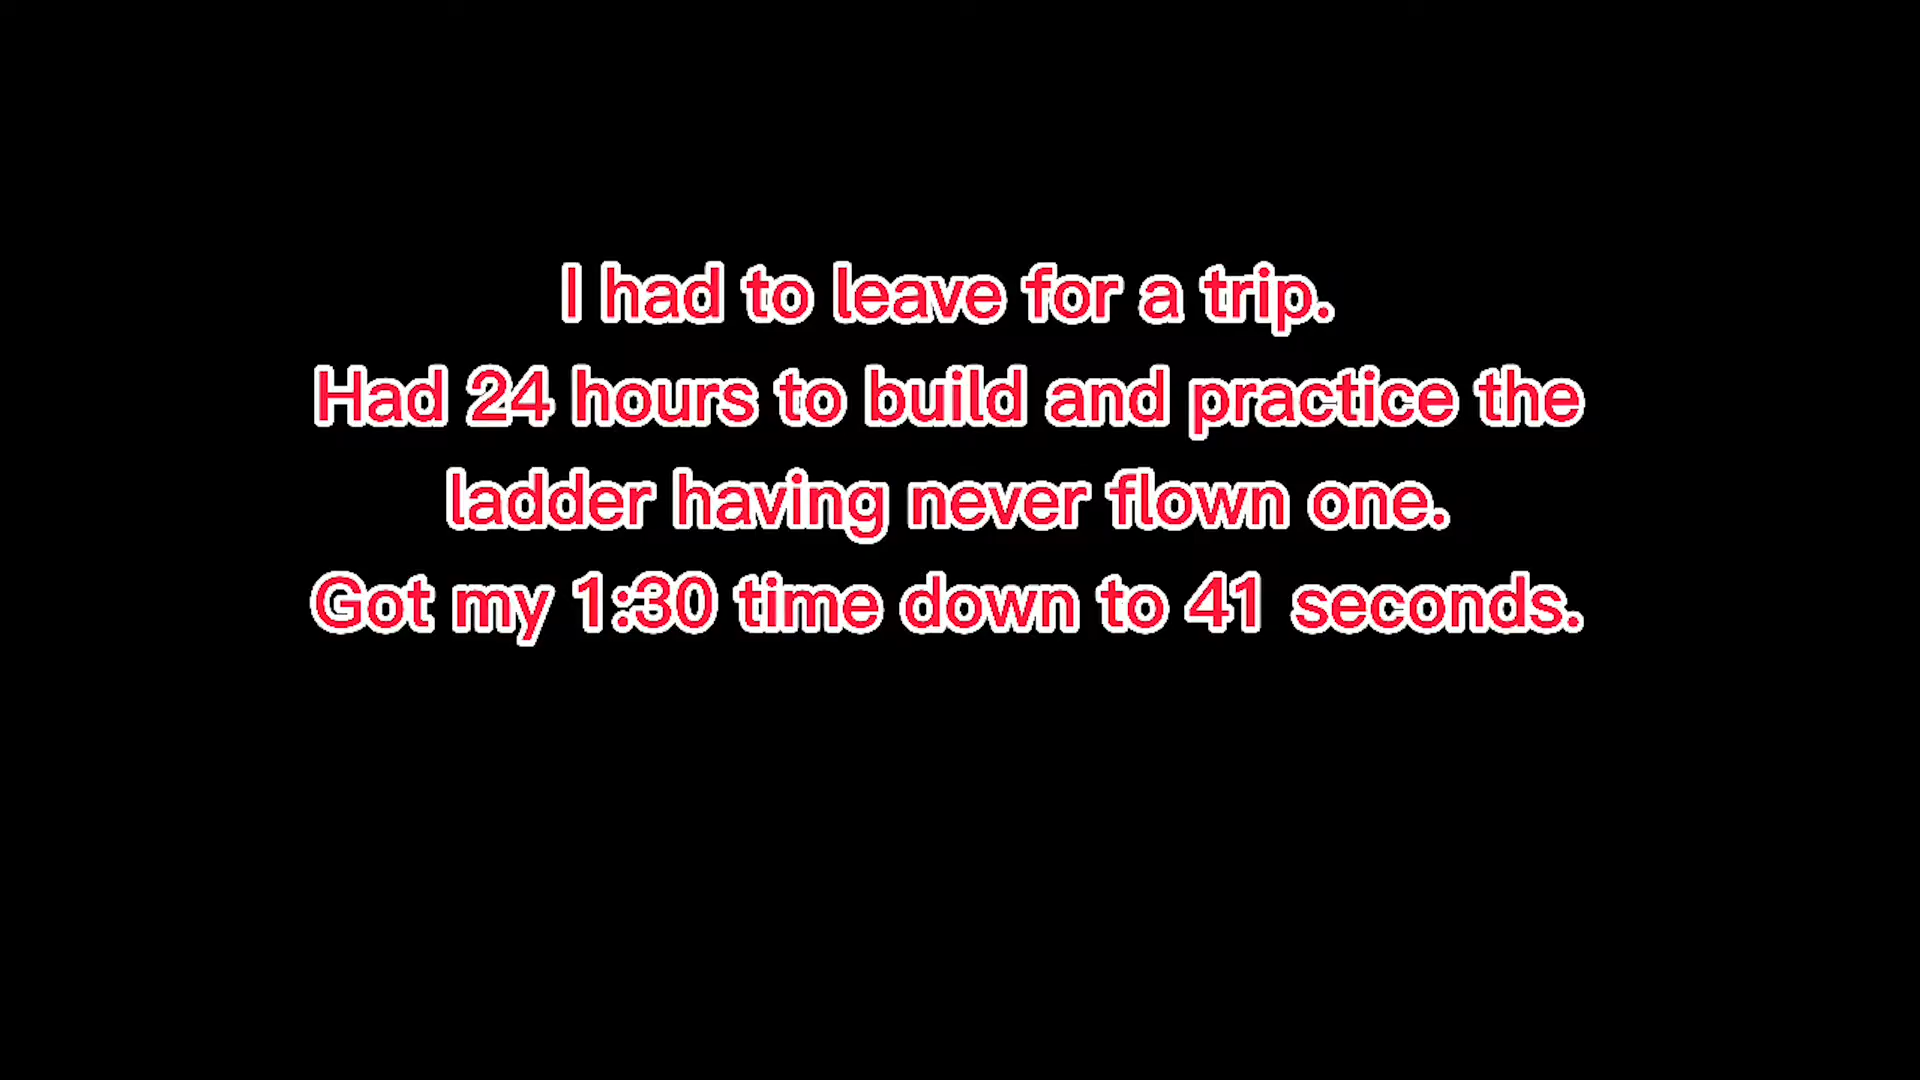 I had to leave for a trip.
Had 24 hours to build and practice the
ladder having never flown one.
Got my 1:30 time down to 41 seconds.